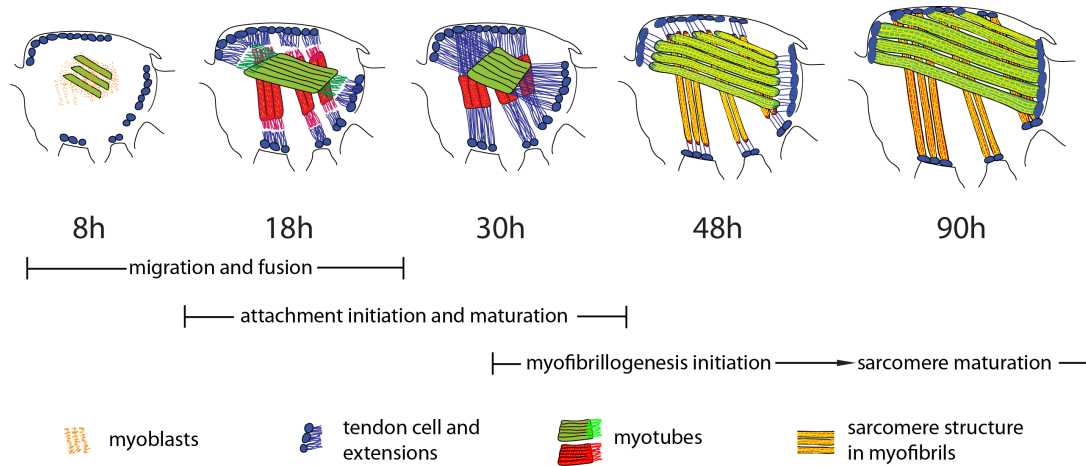 8h
18h
30h
48h
90h
migration and fusion
attachment initiation and maturation
myofibrillogenesis initiation
sarcomere maturation
myoblasts
tendon cell and
extensions
myotubes
sarcomere structure
in myofibrils